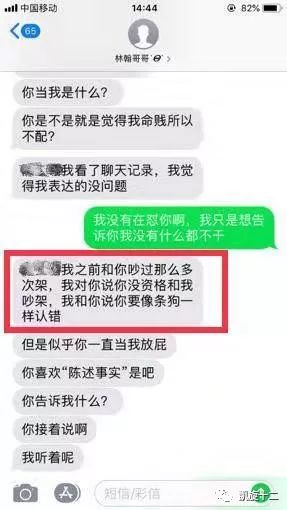 中国移动
14:44
82%
65
林翰哥哥
你当我是什么?
你是不是就是觉得我命贱所以
不配?
我看了聊天记录，我觉
得我表达的没问题
我没有在怼你啊，我只是想告
诉你我没有什么都不干
我之前和你吵过那么多
次架，我对你说你没资格和我
吵架，我和你说你要像条狗一
样认错
但是似乎你一直当我放屁
你喜欢“陈述事实”是吧
你告诉我什么?
你接着说啊
我听着呢
短信/彩信
凯旋十二